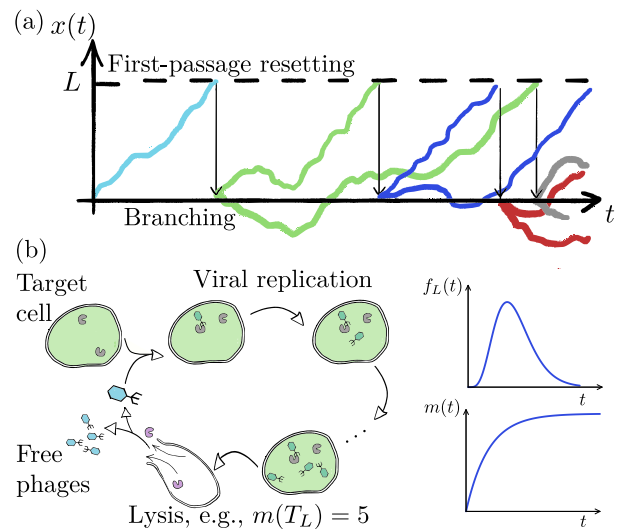 (a) x(t)
First-passage resetting
L
Branching
t
(b)
Target
cell
Viral replication
Free
phages
Lysis, e.g., m(T_L) = 5
f_L(t)
t
m(t)
t